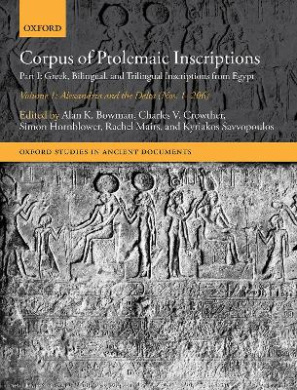 OXFORD
Corpus of Ptolemaic Inscriptions
Part I: Greek, Bilingual, and Trilingual Inscriptions from Egypt
Volume 1: Alexandria and the Delta (Nos. 1–206)
Edited by Alan K. Bowman, Charles V. Crowther,
Simon Hornblower, Rachel Mairs, and Kyriakos Savvopoulos
OXFORD STUDIES IN ANCIENT DOCUMENTS